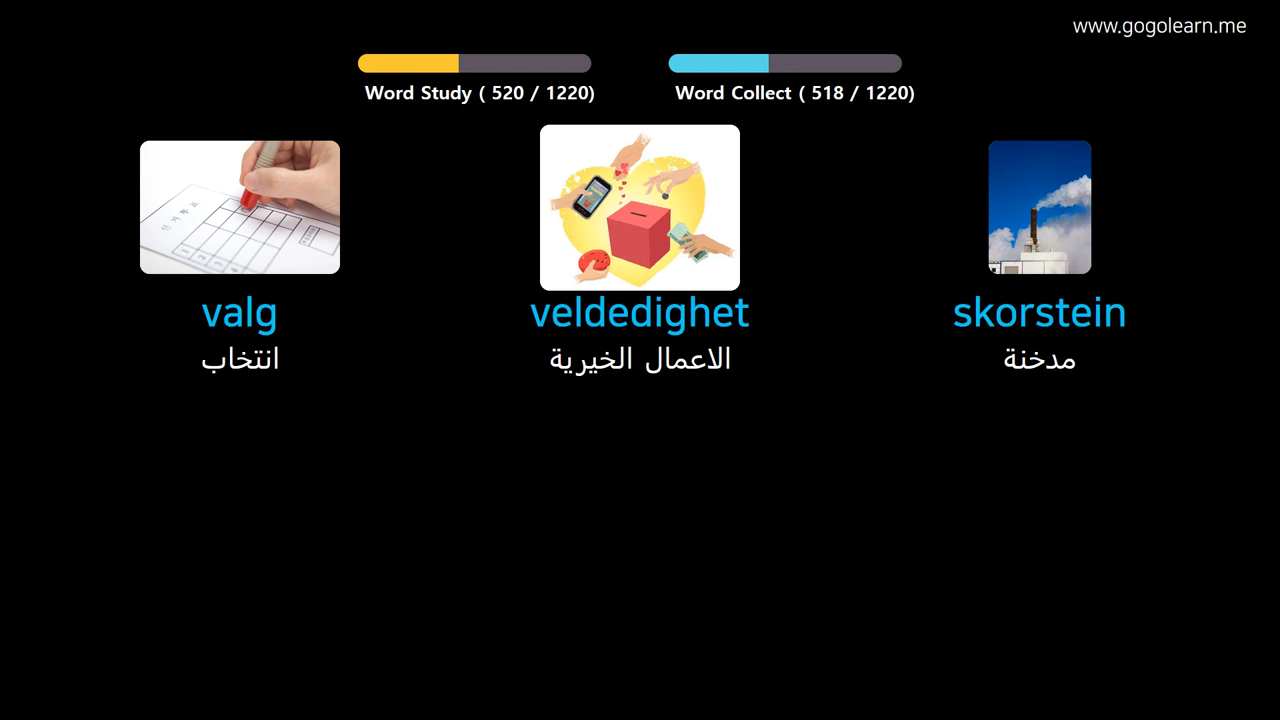 www.gogolearn.me
Word Study ( 520 / 1220)
Word Collect ( 518 / 1220)
valg
veldedighet
skorstein
انتخاب
الاعمال الخيرية
مدخنة